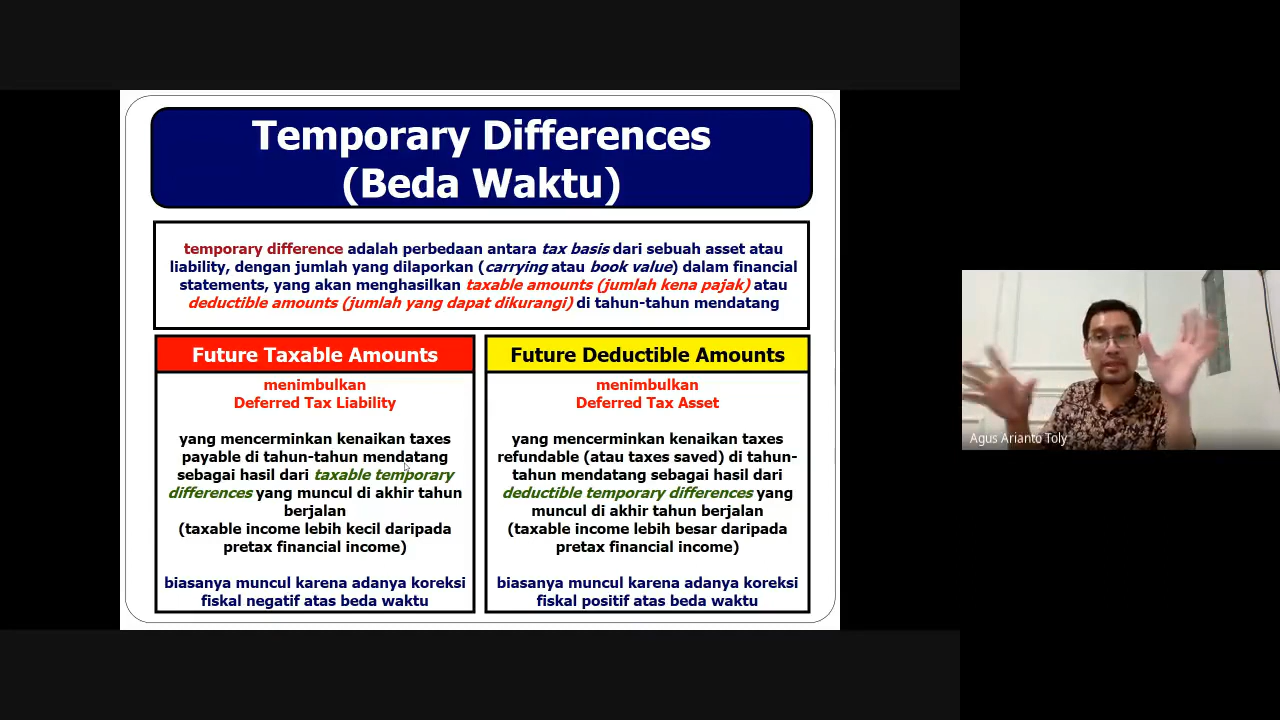 Temporary Differences
(Beda Waktu)
temporary difference adalah perbedaan antara tax basis dari sebuah asset atau
liability, dengan jumlah yang dilaporkan (carrying atau book value) dalam financial
statements, yang akan menghasilkan taxable amounts (jumlah kena pajak) atau
deductible amounts (jumlah yang dapat dikurangi) di tahun-tahun mendatang
Future Taxable Amounts
menimbulkan
Deferred Tax Liability
yang mencerminkan kenaikan taxes
payable di tahun-tahun mendatang
sebagai hasil dari taxable temporary
differences yang muncul di akhir tahun
berjalan
(taxable income lebih kecil daripada
pretax financial income)
biasanya muncul karena adanya koreksi
fiskal negatif atas beda waktu
Future Deductible Amounts
menimbulkan
Deferred Tax Asset
yang mencerminkan kenaikan taxes
refundable (atau taxes saved) di tahun-
tahun mendatang sebagai hasil dari
deductible temporary differences yang
muncul di akhir tahun berjalan
(taxable income lebih besar daripada
pretax financial income)
biasanya muncul karena adanya koreksi
fiskal positif atas beda waktu
Agus Arianto Toly